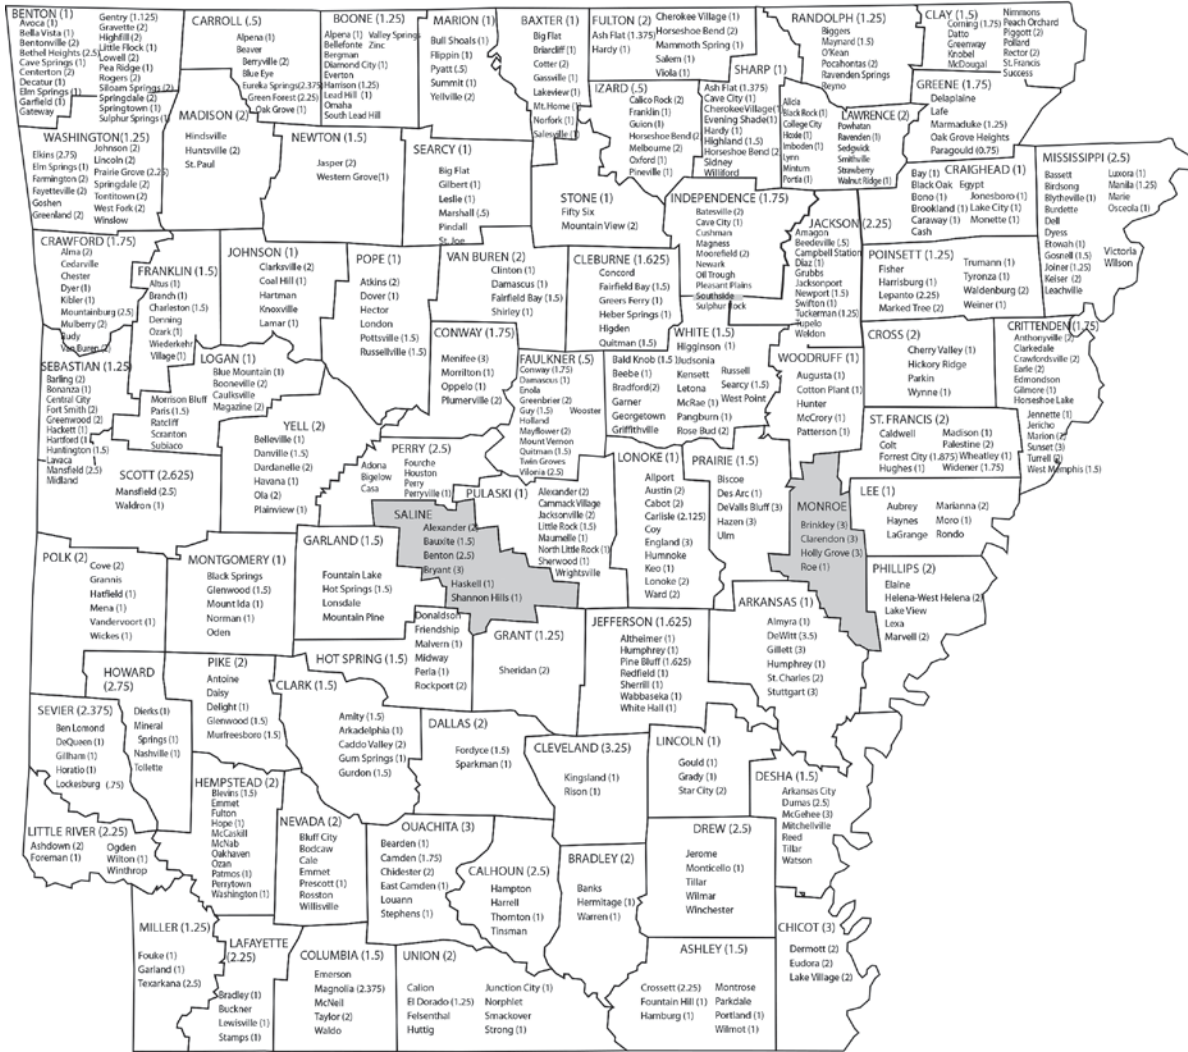 BENTON (1)
Avoca (1)
Bella Vista (1)
Bentonville (2)
Bethel Heights (2.5)
Cave Springs (1)
Centerton (2)
Decatur (1)
Elm Springs (1)
Garfield (1)
Gateway
Gentry (1.125)
Gravette (2)
Highfill (2)
Little Flock (1)
Lowell (2)
Pea Ridge (1)
Rogers (2)
Siloam Springs (2)
Springdale (2)
Springtown (1)
Sulphur Springs (1)
CARROLL (.5)
Alpena (1)
Beaver
Berryville (2)
Blue Eye
Eureka Springs(2.375)
Green Forest (2.25)
Oak Grove (1)
BOONE (1.25)
Alpena (1)
Bellefonte
Bergman
Diamond City (1)
Everton
Harrison (1.25)
Lead Hill (1)
Omaha
South Lead Hill
Valley Springs
Zinc
MARION (1)
Bull Shoals (1)
Flippin (1)
Pyatt (.5)
Summit (1)
Yellville (2)
BAXTER (1)
Big Flat
Briarcliff (1)
Cotter (2)
Gassville (1)
Lakeview (1)
Mt. Home (1)
Norfork (1)
Salesville (1)
FULTON (2)
Ash Flat (1.375)
Hardy (1)
Cherokee Village (1)
Horseshoe Bend (2)
Mammoth Spring (1)
Salem (1)
Viola (1)
SHARP (1)
Ash Flat (1.375)
Cave City (1)
CherokeeVillage(1)
Evening Shade(1)
Hardy (1)
Highland (1.5)
Horseshoe Bend (2)
Sidney
Williford
RANDOLPH (1.25)
Biggers
Maynard (1.5)
O'Kean
Pocahontas (2)
Ravenden Springs
Reyno
CLAY (1.5)
Corning (1.75)
Datto
Greenway
Knobel
McDougal
Nimmons
Peach Orchard
Piggott (2)
Pollard
Rector (2)
St. Francis
Success
IZARD (.5)
Calico Rock (2)
Franklin (1)
Guion (1)
Horseshoe Bend (2)
Melbourne (2)
Oxford (1)
Pineville (1)
LAWRENCE (2)
Alicia
Black Rock (1)
College City
Hoxie (1)
Imboden (1)
Lynn
Minturn
Portia (1)
Powhatan
Ravenden (1)
Sedgwick
Smithville
Strawberry
Walnut Ridge (1)
GREENE (1.75)
Delaplaine
Lafe
Marmaduke (1.25)
Oak Grove Heights
Paragould (0.75)
WASHINGTON(1.25)
Elkins (2.75)
Elm Springs (1)
Farmington (2)
Fayetteville (2)
Goshen
Greenland (2)
Johnson (2)
Lincoln (2)
Prairie Grove (2.25)
Springdale (2)
Tontitown (2)
West Fork (2)
Winslow
MADISON (2)
Hindsville
Huntsville (2)
St. Paul
NEWTON (1.5)
Jasper (2)
Western Grove(1)
SEARCY (1)
Big Flat
Gilbert (1)
Leslie (1)
Marshall (.5)
Pindall
St. Joe
STONE (1)
Fifty Six
Mountain View (2)
INDEPENDENCE (1.75)
Batesville (2)
Cave City (1)
Cushman
Magness
Moorefield (2)
Newark
Oil Trough
Pleasant Plains
Southside
Sulphur Rock
JACKSON (2.25)
Amagon
Beedeville (.5)
Campbell Station
Diaz (1)
Grubbs
Jacksonport
Newport (1.5)
Swifton (1)
Tuckerman (1.25)
Tupelo
Weldon
CRAIGHEAD (1)
Bay (1)
Black Oak
Bono (1)
Brookland (1)
Caraway (1)
Cash
Egypt
Jonesboro (1)
Lake City (1)
Monette (1)
MISSISSIPPI (2.5)
Bassett
Birdsong
Blytheville (1)
Burdette
Dell
Dyess
Etowah (1)
Gosnell (1.5)
Joiner (1.25)
Keiser (2)
Leachville
Luxora (1)
Manila (1.25)
Marie
Osceola (1)
Victoria
Wilson
CRAWFORD (1.75)
Alma (2)
Cedarville
Chester
Dyer (1)
Kibler (1)
Mountainburg (2.5)
Mulberry (2)
Rudy
Van Buren (2)
FRANKLIN (1.5)
Altus (1)
Branch (1)
Charleston (1.5)
Denning
Ozark (1)
Wiederkehr
Village (1)
JOHNSON (1)
Clarksville (2)
Coal Hill (1)
Hartman
Knoxville
Lamar (1)
POPE (1)
Atkins (2)
Dover (1)
Hector
London
Pottsville (1.5)
Russellville (1.5)
VAN BUREN (2)
Clinton (1)
Damascus (1)
Fairfield Bay (1.5)
Shirley (1)
CLEBURNE (1.625)
Concord
Fairfield Bay (1.5)
Greers Ferry (1)
Heber Springs (1)
Higden
Quitman (1.5)
POINSETT (1.25)
Fisher
Harrisburg (1)
Lepanto (2.25)
Marked Tree (2)
Trumann (1)
Tyronza (1)
Waldenburg (2)
Weiner (1)
CONWAY (1.75)
Menifee (3)
Morrilton (1)
Oppelo (1)
Plumerville (2)
FAULKNER (.5)
Conway (1.75)
Damascus (1)
Enola
Greenbrier (2)
Guy (1.5)
Holland
Mayflower (2)
Mount Vernon
Quitman (1.5)
Twin Groves
Vilonia (2.5)
Wooster
WHITE (1.5)
Bald Knob (1.5)
Beebe (1)
Bradford(2)
Garner
Georgetown
Griffithville
Higginson (1)
Judsonia
Kensett
Letona
McRae (1)
Pangburn (1)
Rose Bud (2)
Russell
Searcy (1.5)
West Point
WOODRUFF (1)
Augusta (1)
Cotton Plant (1)
Hunter
McCrory (1)
Patterson (1)
CROSS (2)
Cherry Valley (1)
Hickory Ridge
Parkin
Wynne (1)
CRITTENDEN (1.75)
Anthonyville (2)
Clarkedale
Crawfordsville (2)
Earle (2)
Edmondson
Gilmore (1)
Horseshoe Lake
Jennette (1)
Jericho
Marion (2)
Sunset (3)
Turrell (2)
West Memphis (1.5)
SEBASTIAN (1.25)
Barling (2)
Bonanza (1)
Central City
Fort Smith (2)
Greenwood (2)
Hackett (1)
Hartford (1)
Huntington (1.5)
Lavaca
Mansfield (2.5)
Midland
LOGAN (1)
Blue Mountain (1)
Booneville (2)
Caulksville
Magazine (2)
Morrison Bluff
Paris (1.5)
Ratcliff
Scranton
Subiaco
YELL (2)
Belleville (1)
Danville (1.5)
Dardanelle (2)
Havana (1)
Ola (2)
Plainview (1)
PERRY (2.5)
Adona
Bigelow
Casa
Fourche
Houston
Perry
Perryville (1)
LONOKE (1)
Allport
Austin (2)
Cabot (2)
Carlisle (2.125)
Coy
England (3)
Humnoke
Keo (1)
Lonoke (2)
Ward (2)
PRAIRIE (1.5)
Biscoe
Des Arc (1)
DeValls Bluff (3)
Hazen (3)
Ulm
ST. FRANCIS (2)
Caldwell
Colt
Forrest City (1.875)
Hughes (1)
Madison (1)
Palestine (2)
Wheatley (1)
Widener (1.75)
SCOTT (2.625)
Mansfield (2.5)
Waldron (1)
PULASKI (1)
Alexander (2)
Cammack Village
Jacksonville (2)
Little Rock (1.5)
Maumelle (1)
North Little Rock (1)
Sherwood (1)
Wrightsville
SALINE
Alexander (2)
Bauxite (1.5)
Benton (2.5)
Bryant (3)
Haskell (1)
Shannon Hills (1)
MONROE
Brinkley (3)
Clarendon (3)
Holly Grove (3)
Roe (1)
LEE (1)
Aubrey
Haynes
LaGrange
Marianna (2)
Moro (1)
Rondo
POLK (2)
Cove (2)
Grannis
Hatfield (1)
Mena (1)
Vandervoort (1)
Wickes (1)
MONTGOMERY (1)
Black Springs
Glenwood (1.5)
Mount Ida (1)
Norman (1)
Oden
GARLAND (1.5)
Fountain Lake
Hot Springs (1.5)
Lonsdale
Mountain Pine
PHILLIPS (2)
Elaine
Helena-West Helena (2)
Lake View
Lexa
Marvell (2)
HOT SPRING (1.5)
Donaldson
Friendship
Malvern (1)
Midway
Perla (1)
Rockport (2)
GRANT (1.25)
Sheridan (2)
JEFFERSON (1.625)
Altheimer (1)
Humphrey (1)
Pine Bluff (1.625)
Redfield (1)
Sherrill (1)
Wabbaseka (1)
White Hall (1)
ARKANSAS (1)
Almyra (1)
DeWitt (3.5)
Gillett (3)
Humphrey (1)
St. Charles (2)
Stuttgart (3)
HOWARD
(2.75)
Dierks (1)
Mineral
Springs (1)
Nashville (1)
Tollette
PIKE (2)
Antoine
Daisy
Delight (1)
Glenwood (1.5)
Murfreesboro (1.5)
CLARK (1.5)
Amity (1.5)
Arkadelphia (1)
Caddo Valley (2)
Gum Springs (1)
Gurdon (1.5)
SEVIER (2.375)
Ben Lomond
DeQueen (1)
Gillham (1)
Horatio (1)
Lockesburg (.75)
DALLAS (2)
Fordyce (1.5)
Sparkman (1)
CLEVELAND (3.25)
Kingsland (1)
Rison (1)
LINCOLN (1)
Gould (1)
Grady (1)
Star City (2)
DESHA (1.5)
Arkansas City
Dumas (2.5)
McGehee (3)
Mitchellville
Reed
Tillar
Watson
HEMPSTEAD (2)
Blevins (1.5)
Emmet
Fulton
Hope (1)
McCaskill
McNab
Oakhaven
Ozan
Patmos (1)
Perrytown
Washington (1)
LITTLE RIVER (2.25)
Ashdown (2)
Foreman (1)
Ogden
Wilton (1)
Winthrop
NEVADA (2)
Bluff City
Bodcaw
Cale
Emmet
Prescott (1)
Rosston
Willisville
OUACHITA (3)
Bearden (1)
Camden (1.75)
Chidester (2)
East Camden (1)
Louann
Stephens (1)
CALHOUN (2.5)
Hampton
Harrell
Thornton (1)
Tinsman
BRADLEY (2)
Banks
Hermitage (1)
Warren (1)
DREW (2.5)
Jerome
Monticello (1)
Tillar
Wilmar
Winchester
MILLER (1.25)
Fouke (1)
Garland (1)
Texarkana (2.5)
LAFAYETTE
(2.25)
Bradley (1)
Buckner
Lewisville (1)
Stamps (1)
COLUMBIA (1.5)
Emerson
Magnolia (2.375)
McNeil
Taylor (2)
Waldo
UNION (2)
Calion
El Dorado (1.25)
Felsenthal
Huttig
Junction City (1)
Norphlet
Smackover
Strong (1)
ASHLEY (1.5)
Crossett (2.25)
Fountain Hill (1)
Hamburg (1)
Montrose
Parkdale
Portland (1)
Wilmot (1)
CHICOT (3)
Dermott (2)
Eudora (2)
Lake Village (2)